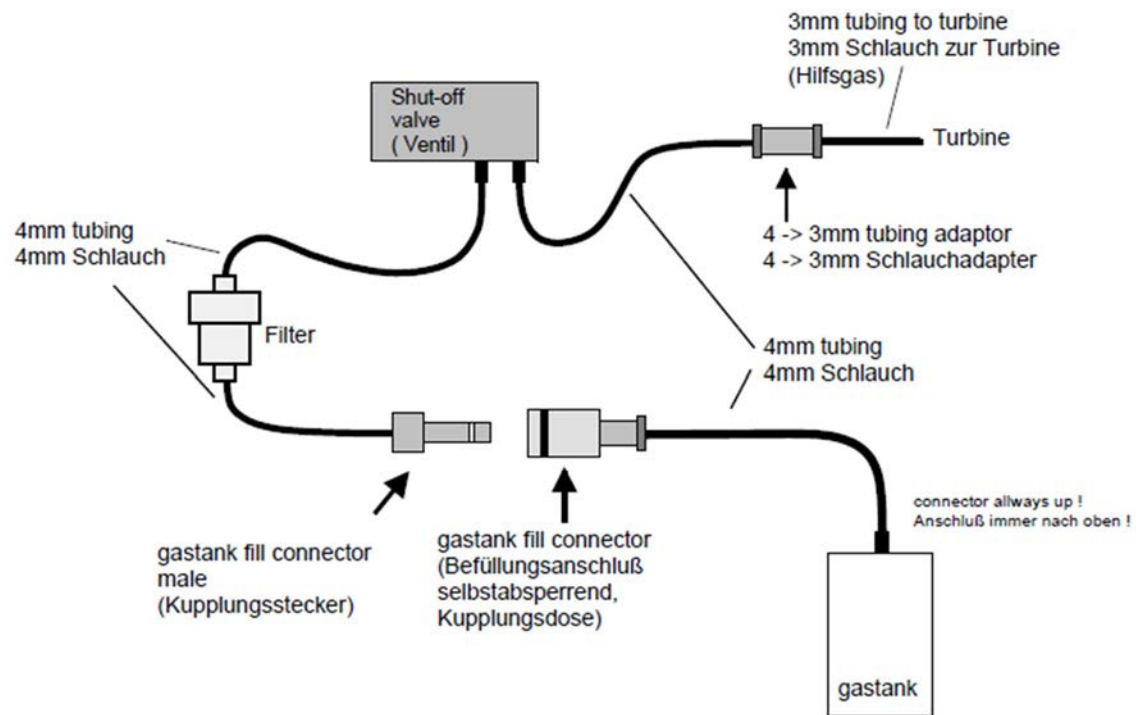 3mm tubing to turbine
3mm Schlauch zur Turbine
(Hilfsgas)
Shut-off
valve
( Ventil )
Turbine
4mm tubing
4mm Schlauch
4 -> 3mm tubing adaptor
4 -> 3mm Schlauchadapter
Filter
4mm tubing
4mm Schlauch
connector allways up !
Anschluß immer nach oben !
gastank fill connector
male
(Kupplungsstecker)
gastank fill connector
(Befüllungsanschluß
selbstabsperrend,
Kupplungsdose)
gastank